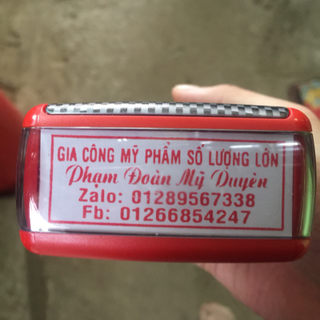 GIA CÔNG MỸ PHẨM SỐ LƯỢNG LỚN
Phạm Đoàn Mỹ Duyên
Zalo: 01289567338
Fb: 01266854247